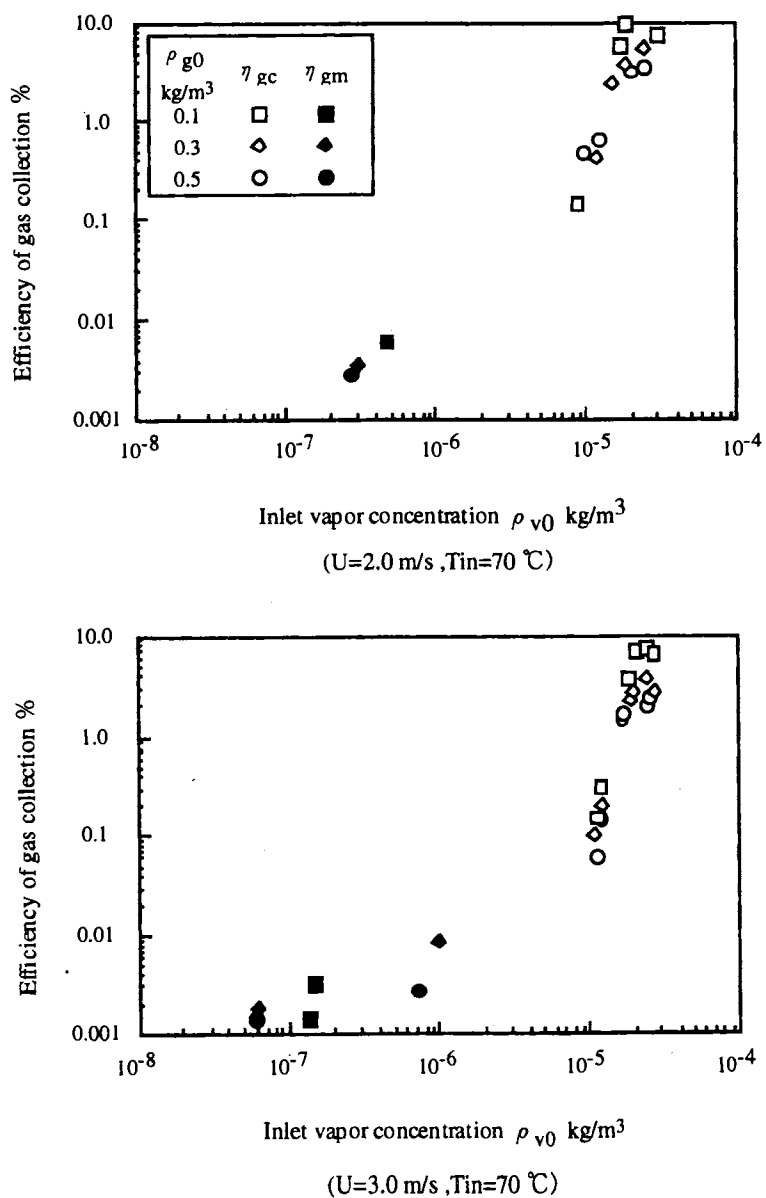 10.0
1.0
0.1
0.01
0.001
Efficiency of gas collection %
ρ g0 η gc η gm
kg/m³
0.1
0.3
0.5
10⁻⁸ 10⁻⁷ 10⁻⁶ 10⁻⁵ 10⁻⁴
Inlet vapor concentration ρ v0 kg/m³
(U=2.0 m/s ,Tin=70 ℃)
10.0
1.0
0.1
0.01
0.001
Efficiency of gas collection %
10⁻⁸ 10⁻⁷ 10⁻⁶ 10⁻⁵ 10⁻⁴
Inlet vapor concentration ρ v0 kg/m³
(U=3.0 m/s ,Tin=70 ℃)